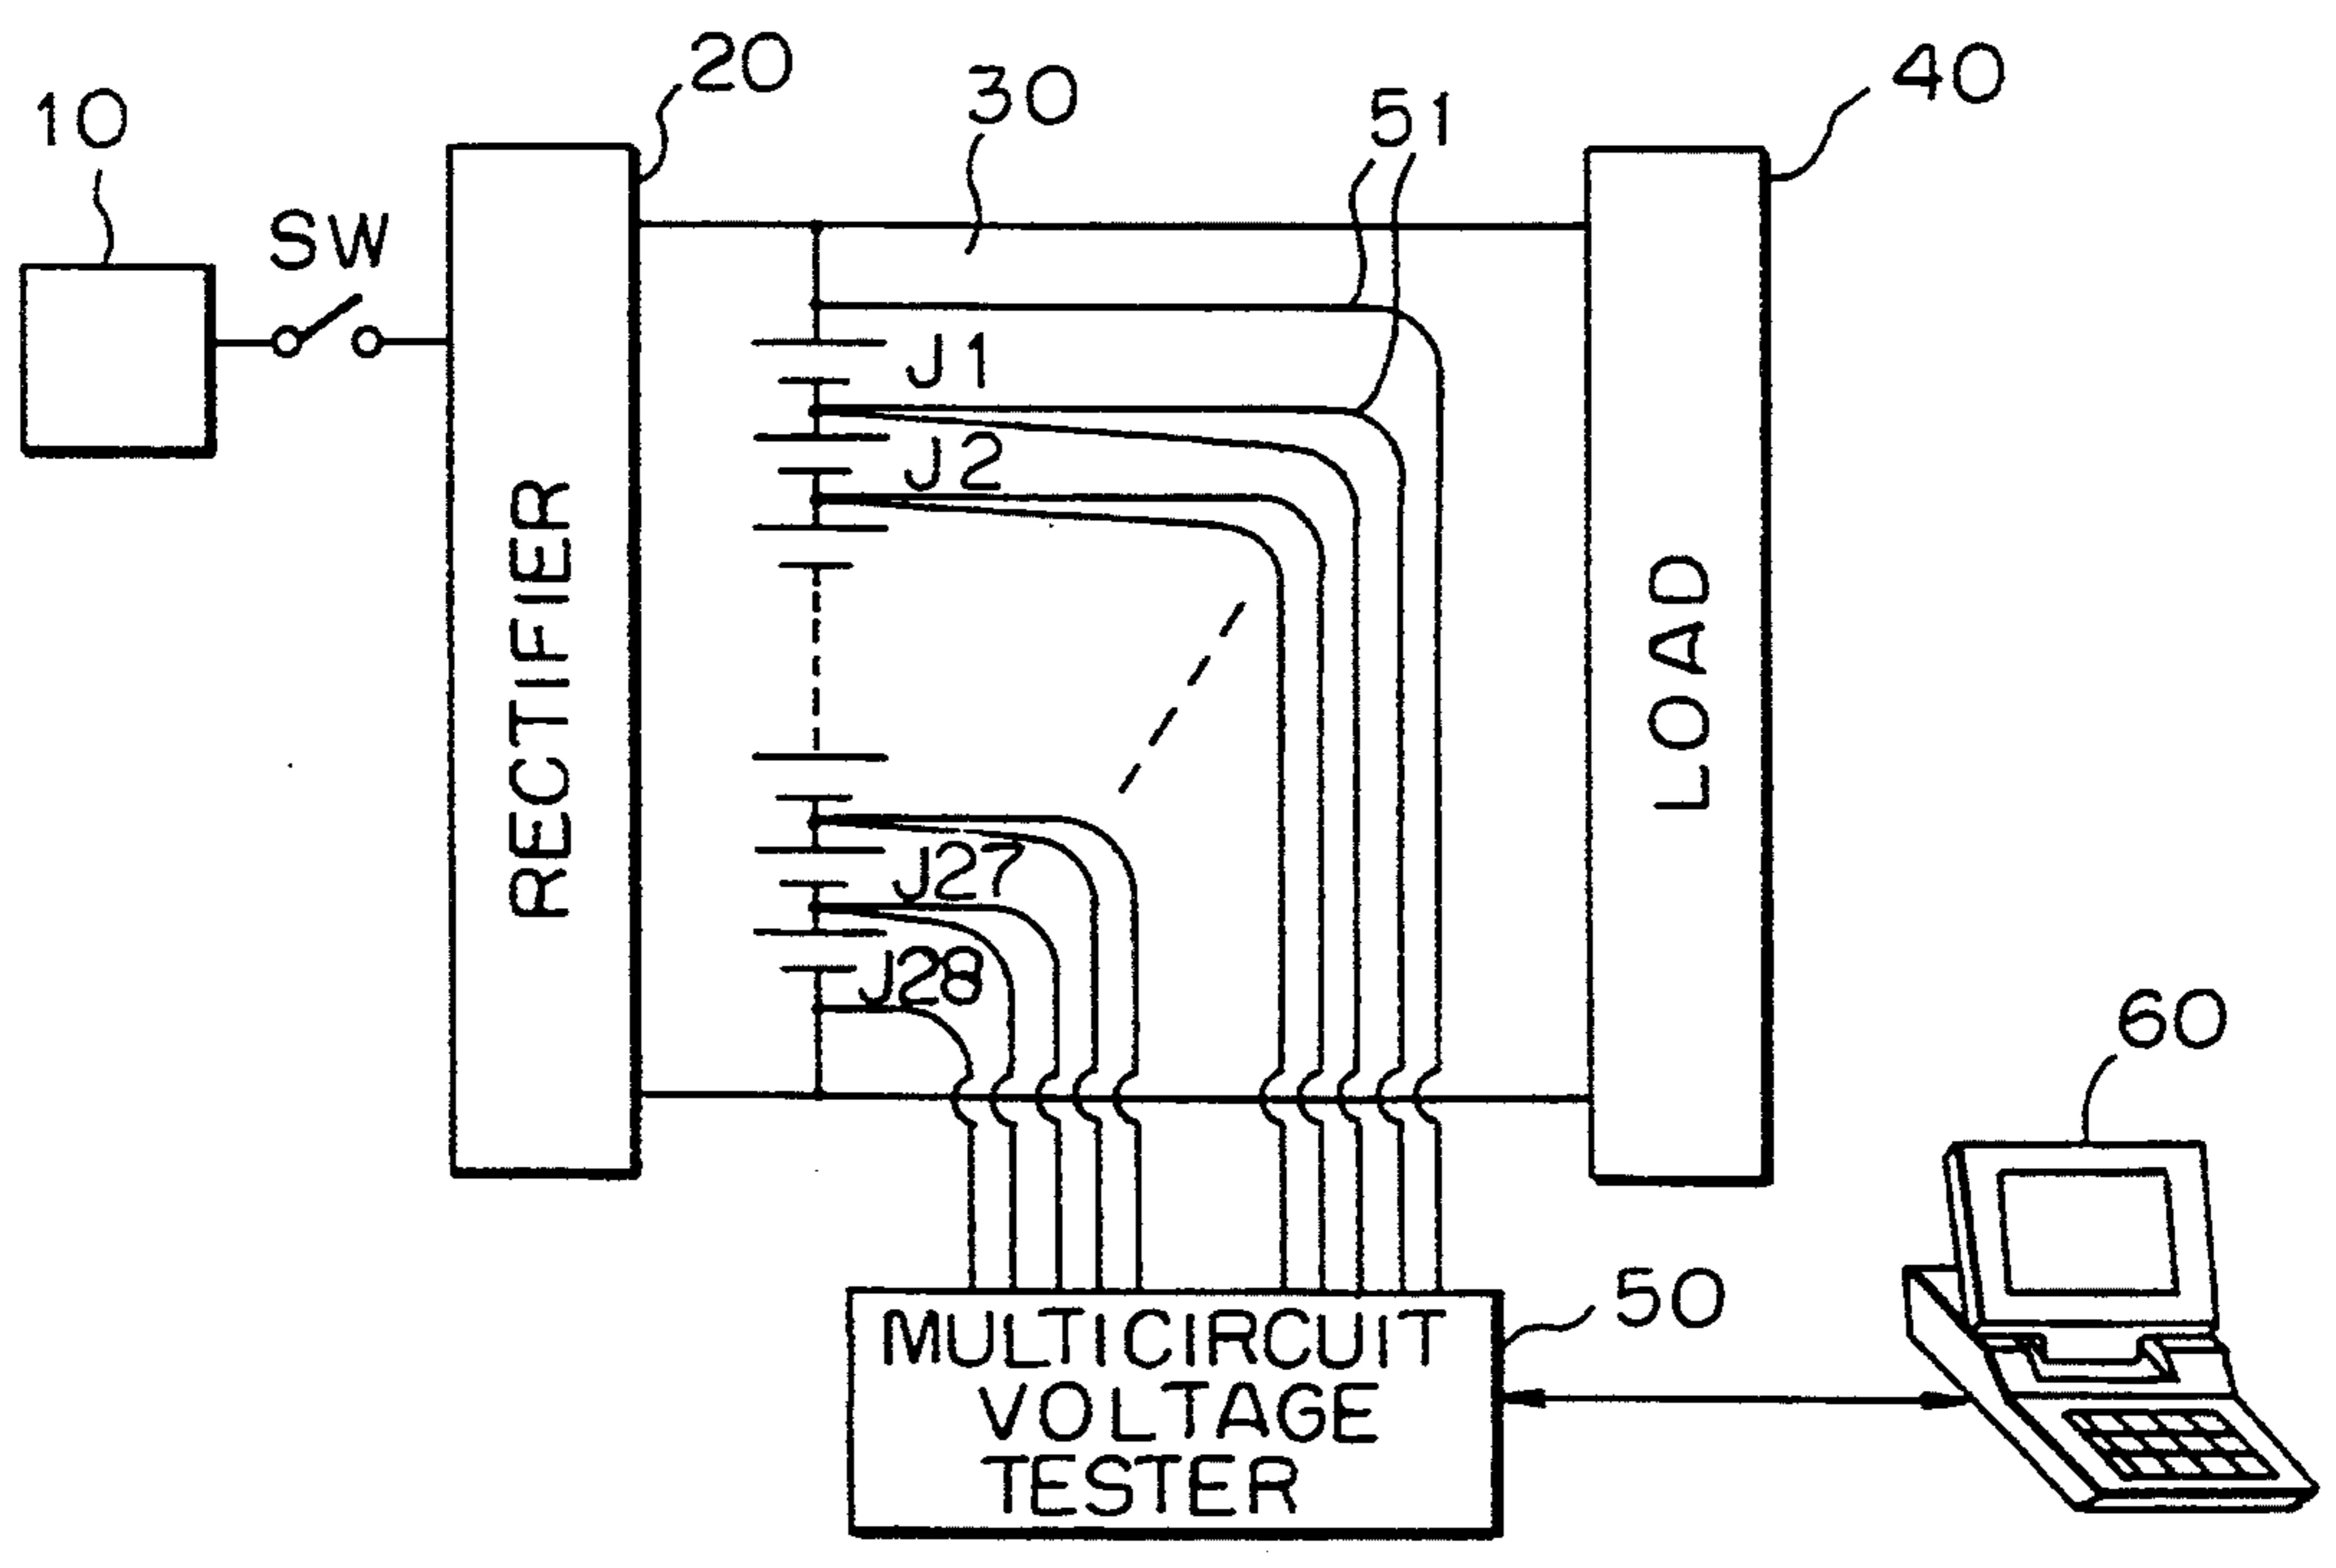 10
SW
20
30
51
40
RECTIFIER
J1
J2
J27
J28
LOAD
60
50
MULTICIRCUIT
VOLTAGE
TESTER